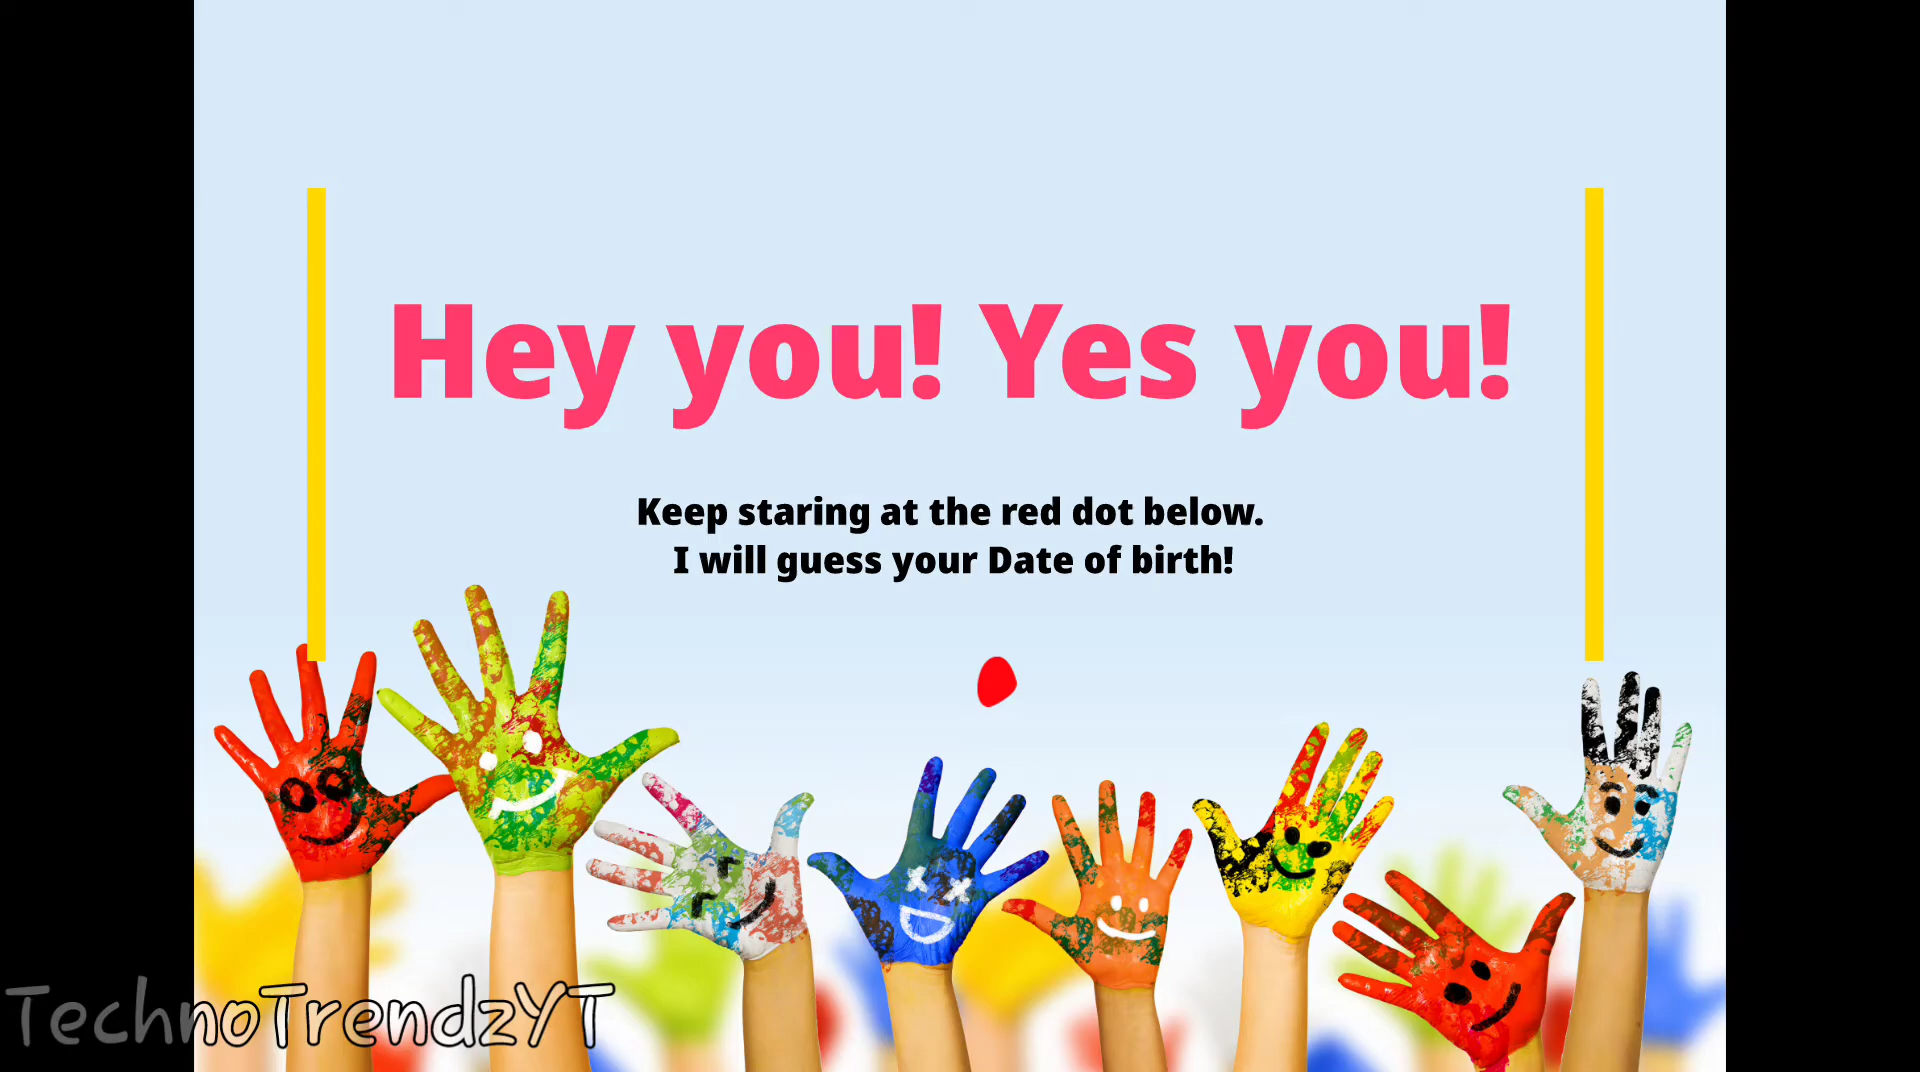 Hey you! Yes you!
Keep staring at the red dot below.
I will guess your Date of birth!
TechnoTrendzYT